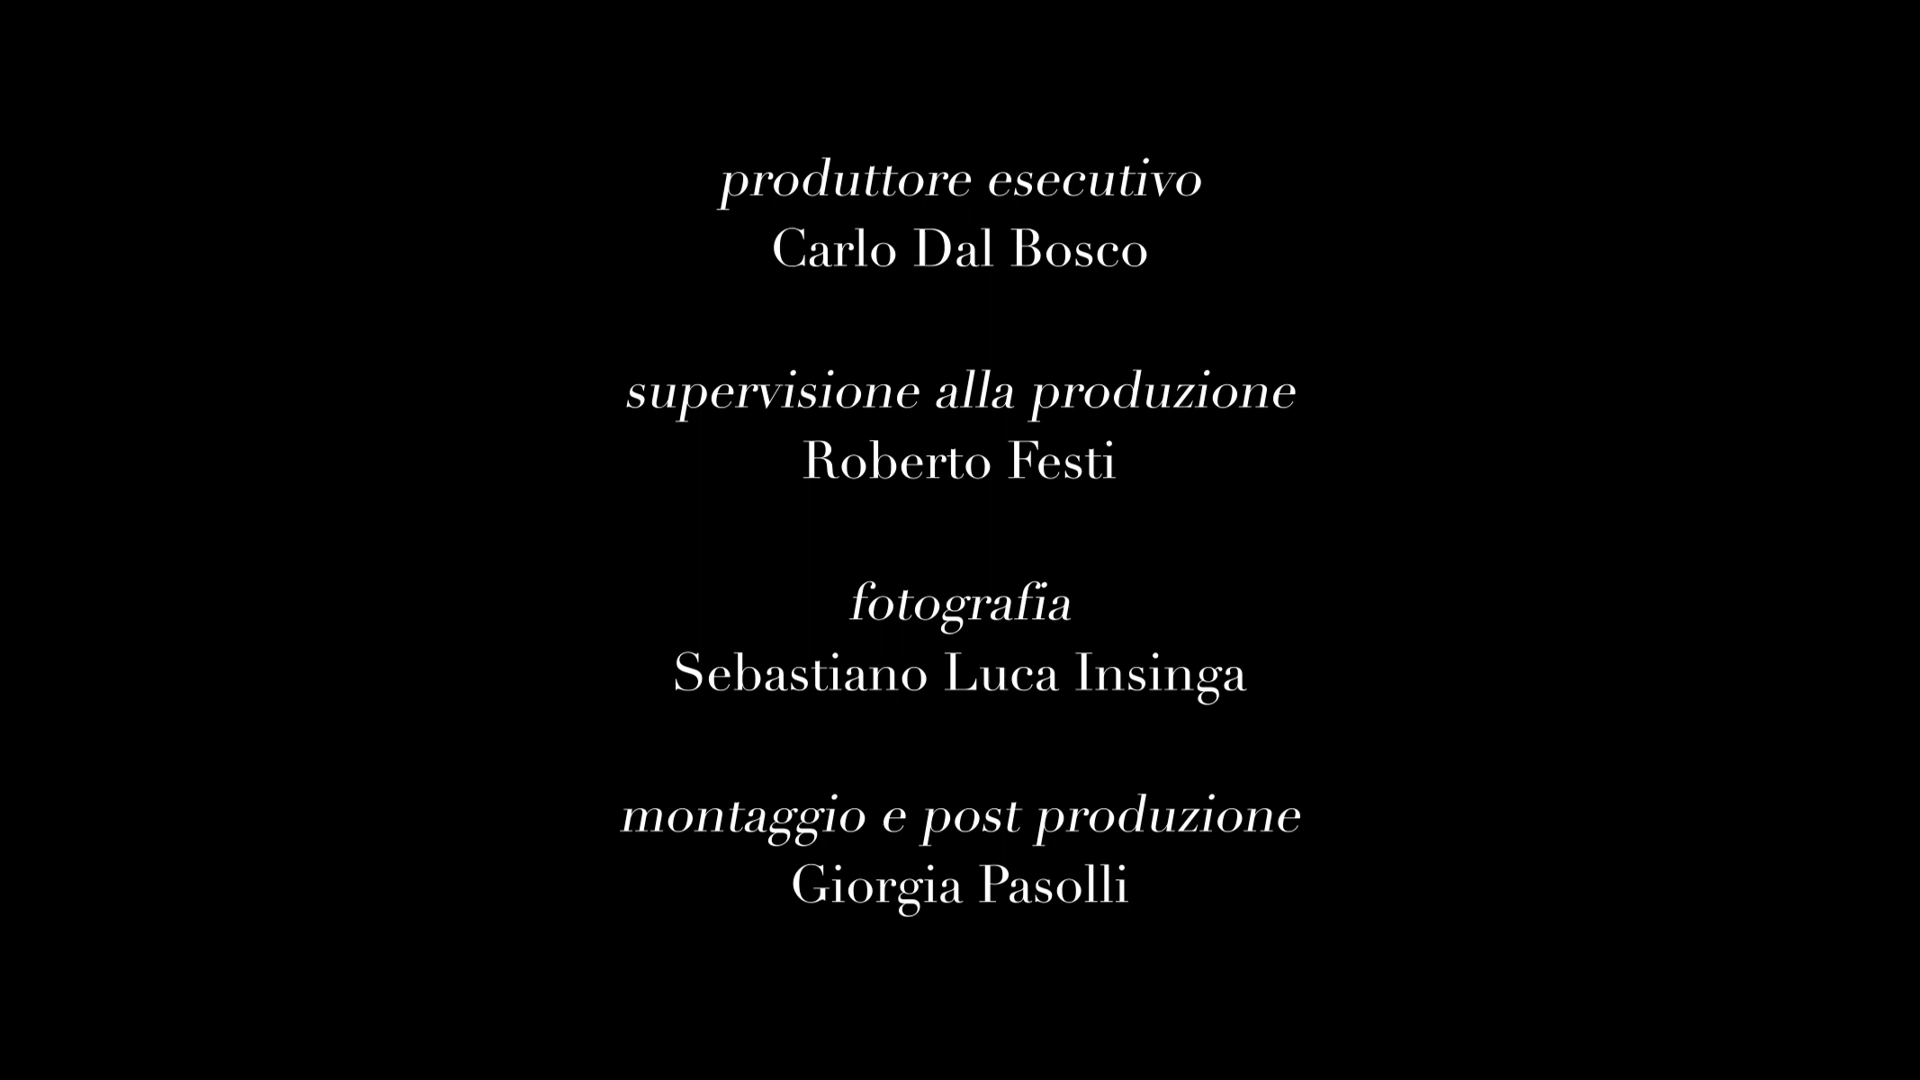 produttore esecutivo
Carlo Dal Bosco
supervisione alla produzione
Roberto Festi
fotografia
Sebastiano Luca Insinga
montaggio e post produzione
Giorgia Pasolli